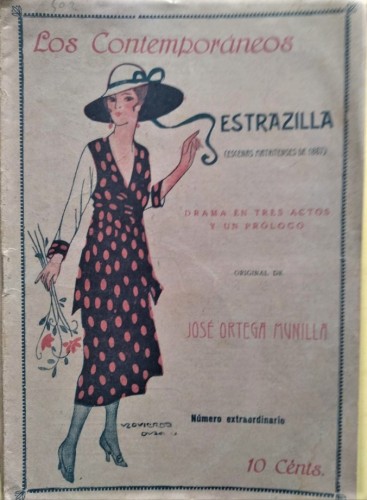 502
Los Contemporáneos
ESTRAZILLA
(ESCENAS MATRITENSES DE 1887)
DRAMA EN TRES ACTOS
Y UN PRÓLOGO
ORIGINAL DE
JOSÉ ORTEGA MUNILLA
Número extraordinario
10 Cénts.